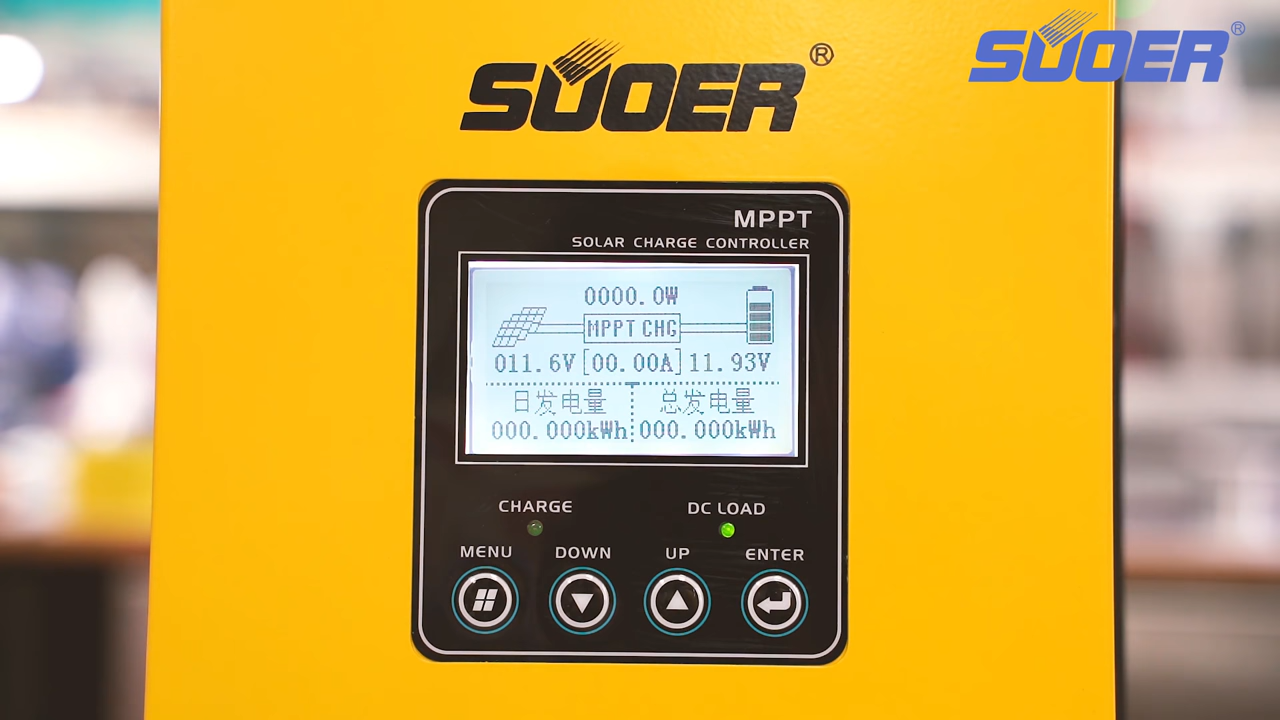 SUOER®
SUOER®
MPPT
SOLAR CHARGE CONTROLLER
0000.0W
MPPT CHG
011.6V [00.00A] 11.93V
日发电量 总发电量
000.000kWh 000.000kWh
CHARGE DC LOAD
MENU DOWN UP ENTER